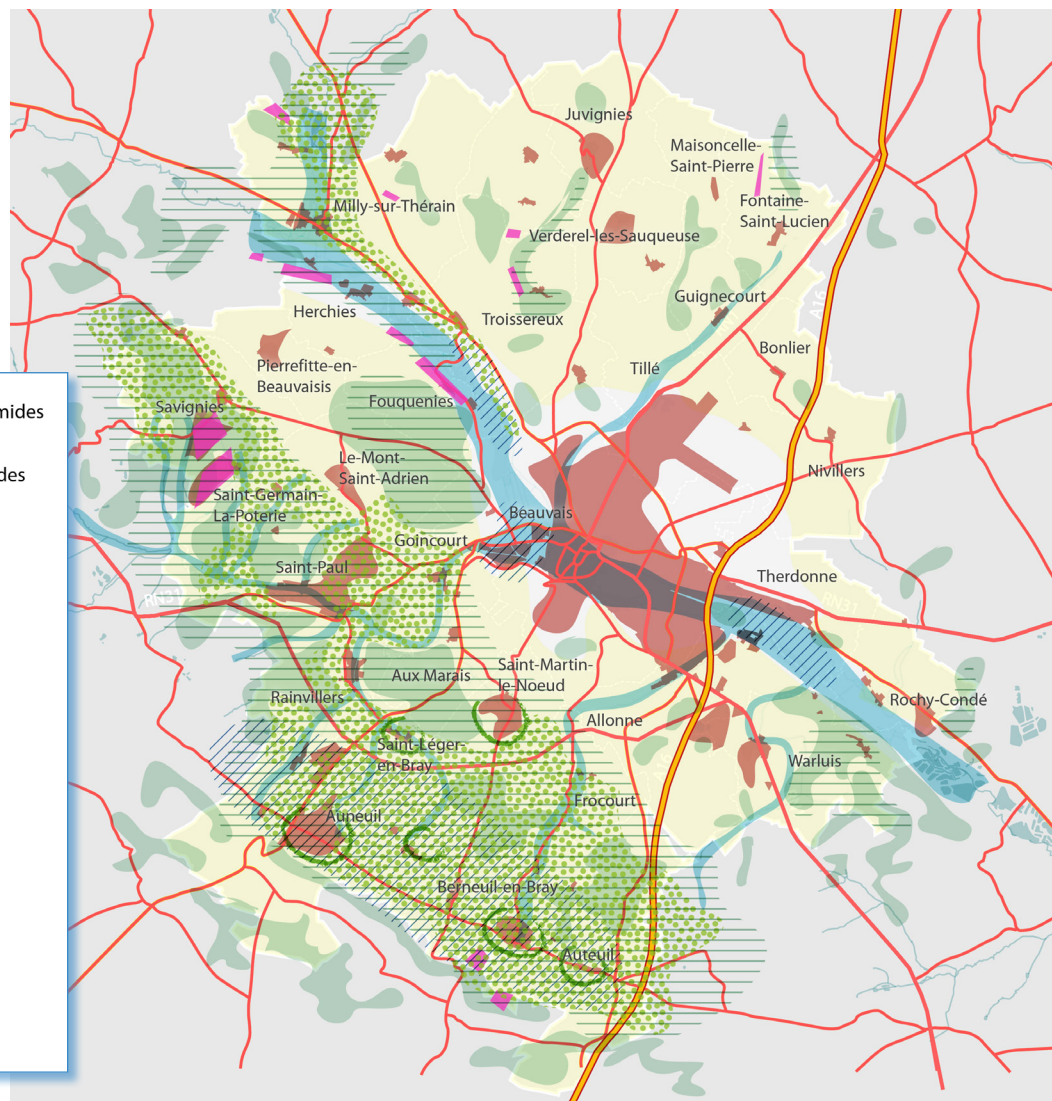 Juvignies
Maisoncelle-
Saint-Pierre
Milly-sur-Thérain
Fontaine-
Saint-Lucien
Verderel-les-Sauqueuse
Guignecourt
A16
Herchies
Troissereux
Bonlier
Tillé
Pierrefitte-en-
Beauvaisis
mides
Savignies
Fouquenies
des
Le-Mont-
Saint-Adrien
Nivillers
Saint-Germain-
La-Poterie
Beauvais
Goincourt
Saint-Paul
Therdonne
RN31
RN31
Aux Marais
Saint-Martin-
le-Noeud
Rainvillers
Rochy-Condé
Allonne
Saint-Léger-
en-Bray
Warluis
Frocourt
Auneuil
Berneuil-en-Bray
Auteuil